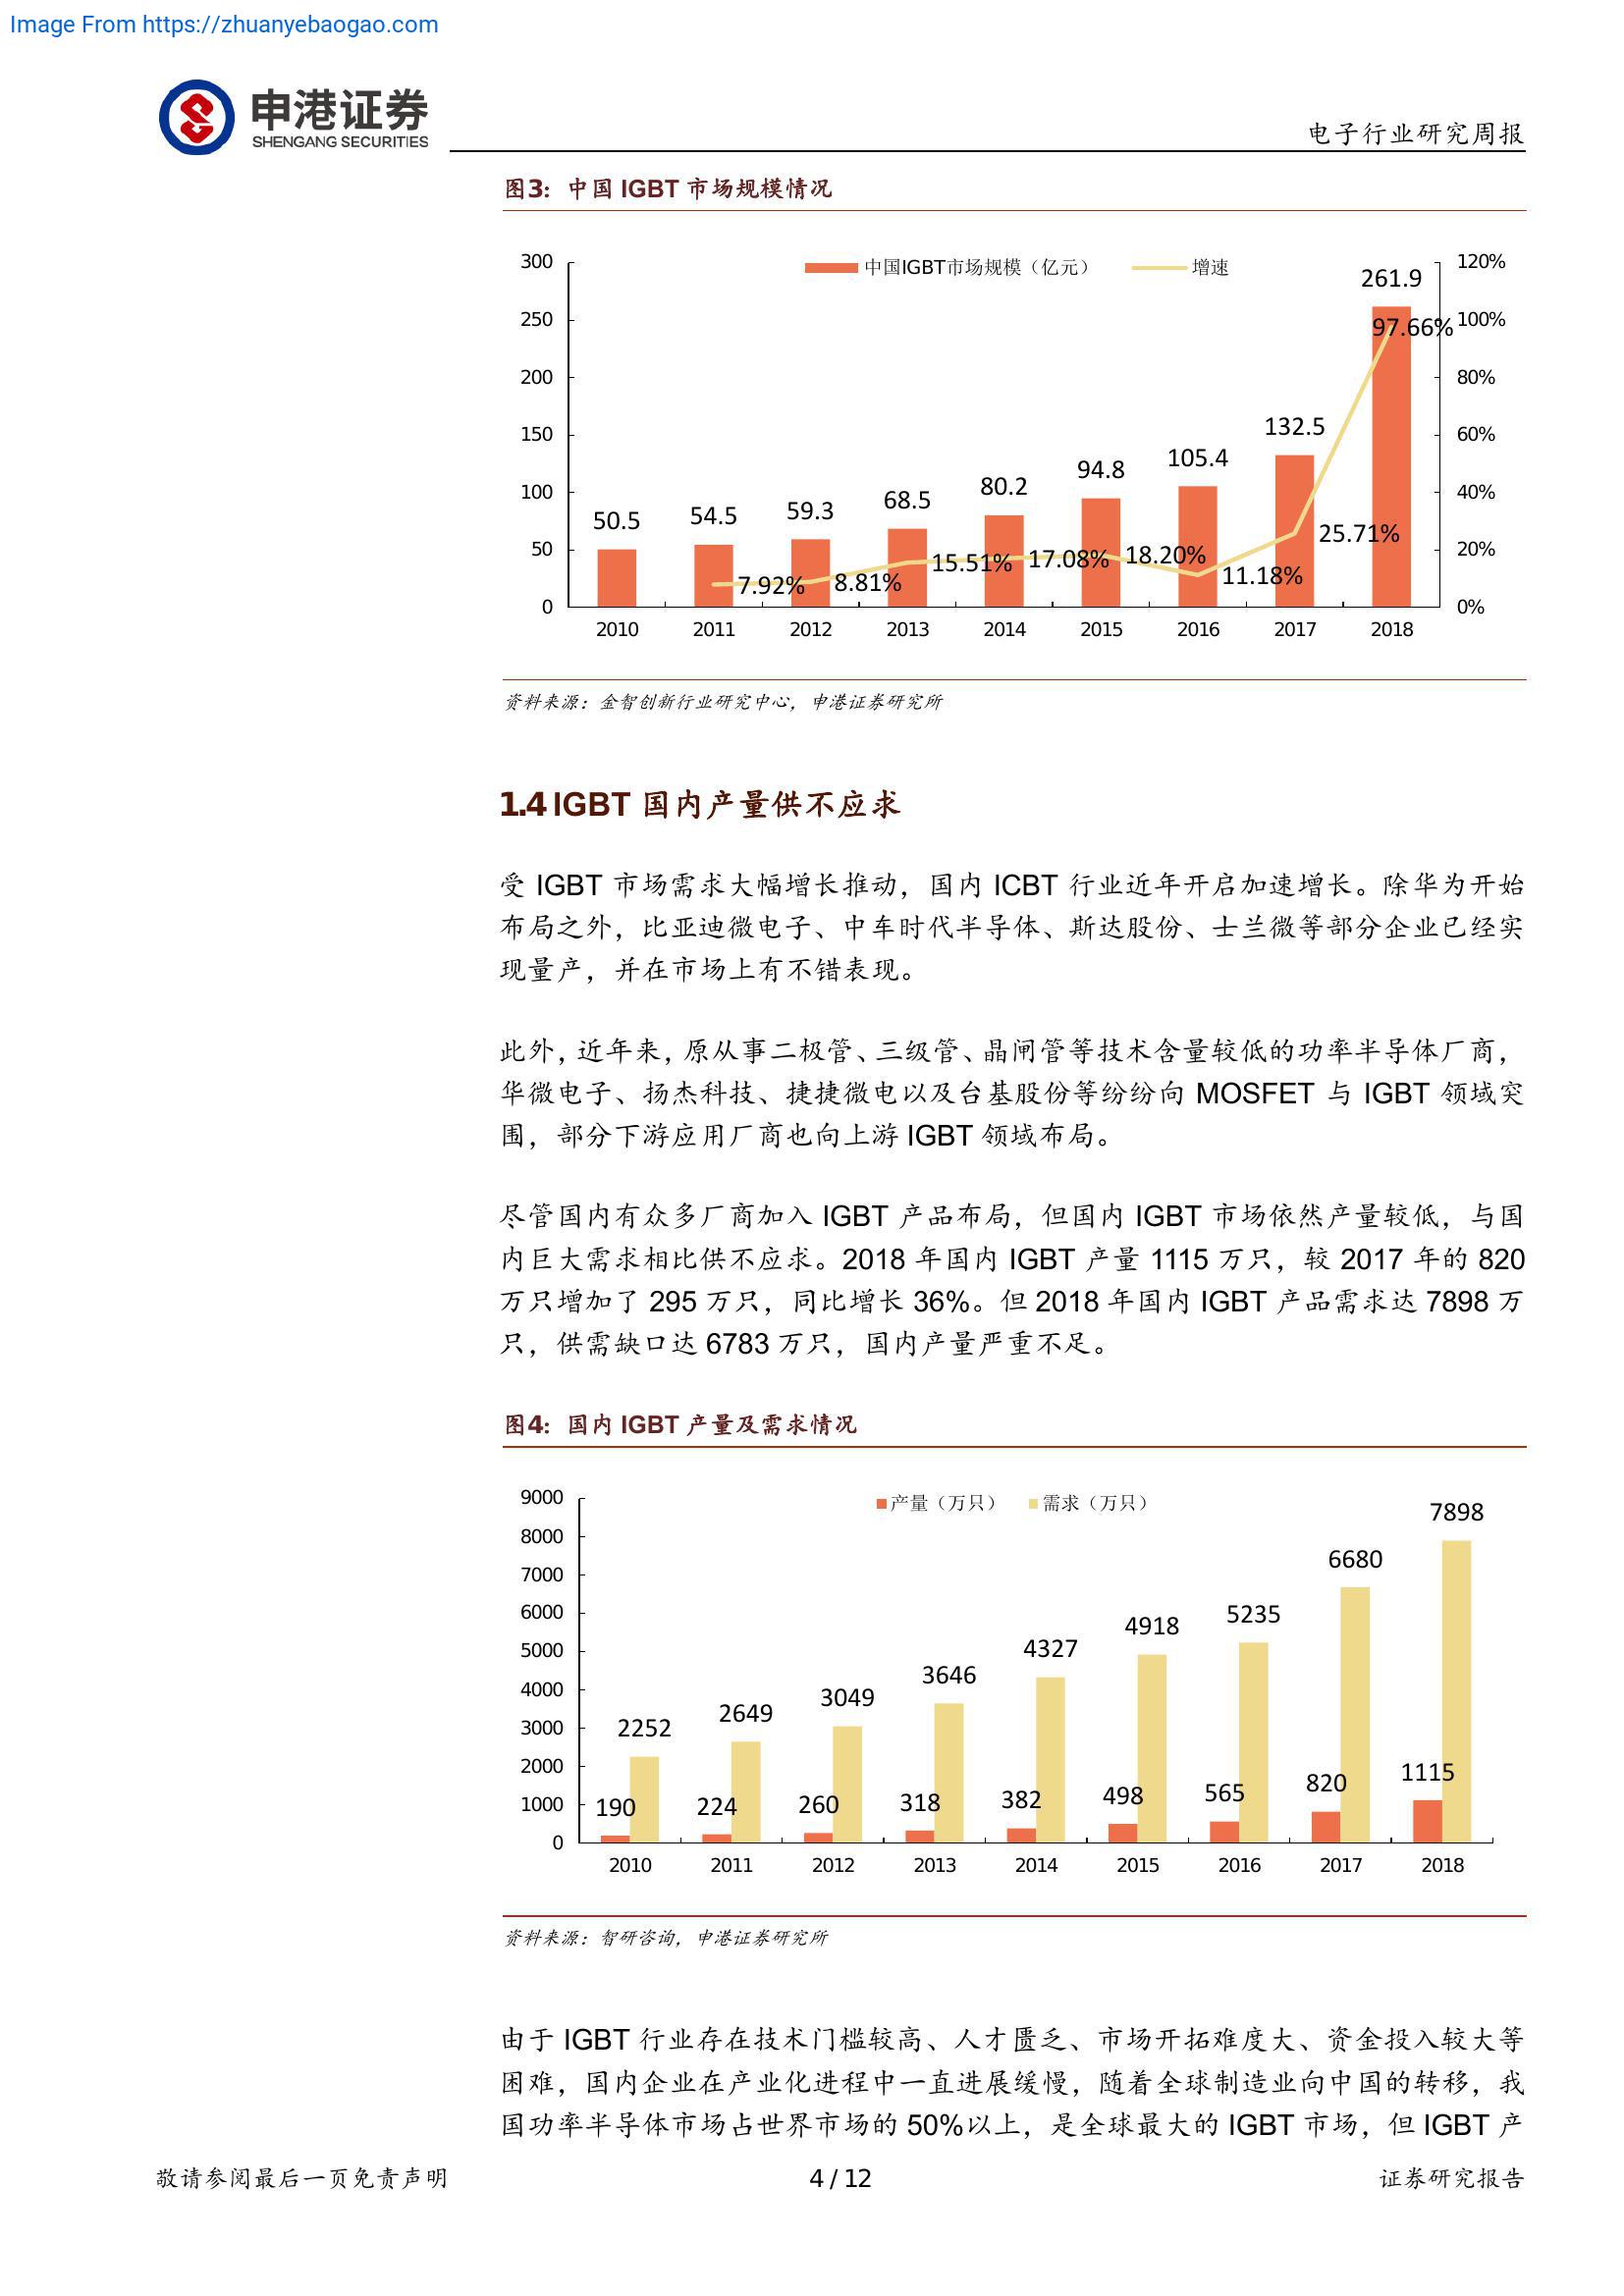 Image From https://zhuanyebaogao.com
申港证券
SHENGANG SECURITIES
电子行业研究周报
图3：中国 IGBT 市场规模情况
中国IGBT市场规模（亿元） 增速
300 250 200 150 100 50 0
120% 100% 80% 60% 40% 20% 0%
50.5 54.5 59.3 68.5 80.2 94.8 105.4 132.5 261.9
7.92% 8.81% 15.51% 17.08% 18.20% 11.18% 25.71% 97.66%
2010 2011 2012 2013 2014 2015 2016 2017 2018
资料来源：金智创新行业研究中心，申港证券研究所
1.4 IGBT 国内产量供不应求
受 IGBT 市场需求大幅增长推动，国内 ICBT 行业近年开启加速增长。除华为开始
布局之外，比亚迪微电子、中车时代半导体、斯达股份、士兰微等部分企业已经实
现量产，并在市场上有不错表现。
此外，近年来，原从事二极管、三级管、晶闸管等技术含量较低的功率半导体厂商，
华微电子、扬杰科技、捷捷微电以及台基股份等纷纷向 MOSFET 与 IGBT 领域突
围，部分下游应用厂商也向上游 IGBT 领域布局。
尽管国内有众多厂商加入 IGBT 产品布局，但国内 IGBT 市场依然产量较低，与国
内巨大需求相比供不应求。2018 年国内 IGBT 产量 1115 万只，较 2017 年的 820
万只增加了 295 万只，同比增长 36%。但 2018 年国内 IGBT 产品需求达 7898 万
只，供需缺口达 6783 万只，国内产量严重不足。
图4：国内 IGBT 产量及需求情况
产量（万只） 需求（万只）
9000 8000 7000 6000 5000 4000 3000 2000 1000 0
2252 2649 3049 3646 4327 4918 5235 6680 7898
190 224 260 318 382 498 565 820 1115
2010 2011 2012 2013 2014 2015 2016 2017 2018
资料来源：智研咨询，申港证券研究所
由于 IGBT 行业存在技术门槛较高、人才匮乏、市场开拓难度大、资金投入较大等
困难，国内企业在产业化进程中一直进展缓慢，随着全球制造业向中国的转移，我
国功率半导体市场占世界市场的 50%以上，是全球最大的 IGBT 市场，但 IGBT 产
敬请参阅最后一页免责声明
4 / 12
证券研究报告